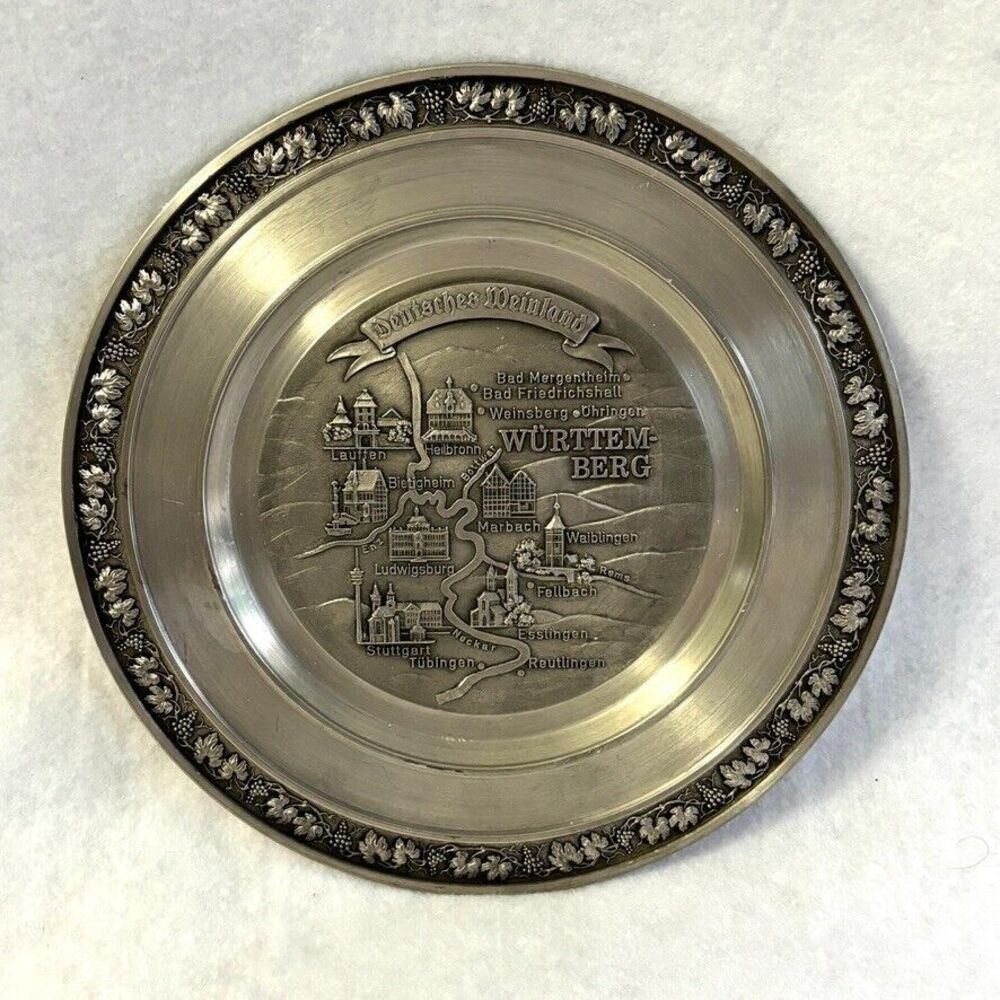 Deutsches Weinland
Bad Mergentheim
Bad Friedrichshall
Weinsberg Öhringen
WÜRTTEM-
BERG
Lauffen
Heilbronn
Bottwar
Bietigheim
Marbach
Enz
Waiblingen
Ludwigsburg
Rems
Fellbach
Esslingen
Neckar
Stuttgart
Tübingen
Reutlingen